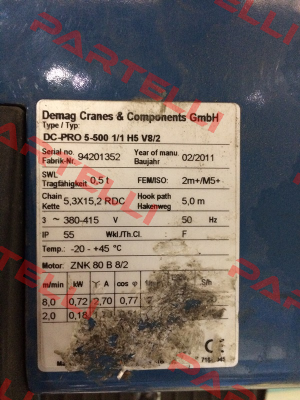 Demag Cranes & Components GmbH
Type / Typ:
DC-PRO 5-500 1/1 H5 V8/2
Serial no. Year of manu. 02/2011
Fabrik-Nr. 94201352 Baujahr
SWL FEM/ISO: 2m+/M5+
Tragfähigkeit 0,5 t
Chain 5,3X15,2 RDC Hook path 5,0 m
Kette Hakenweg
3 ~ 380-415 V 50 Hz
IP 55 Wki./Th.Cl. F
Temp. -20 - +45°C
Motor: ZNK 80 B 8/2
m/min kW A cos φ
8,0 0,72 2,70 0,77
2,0 0,18
CE
PARTELLI